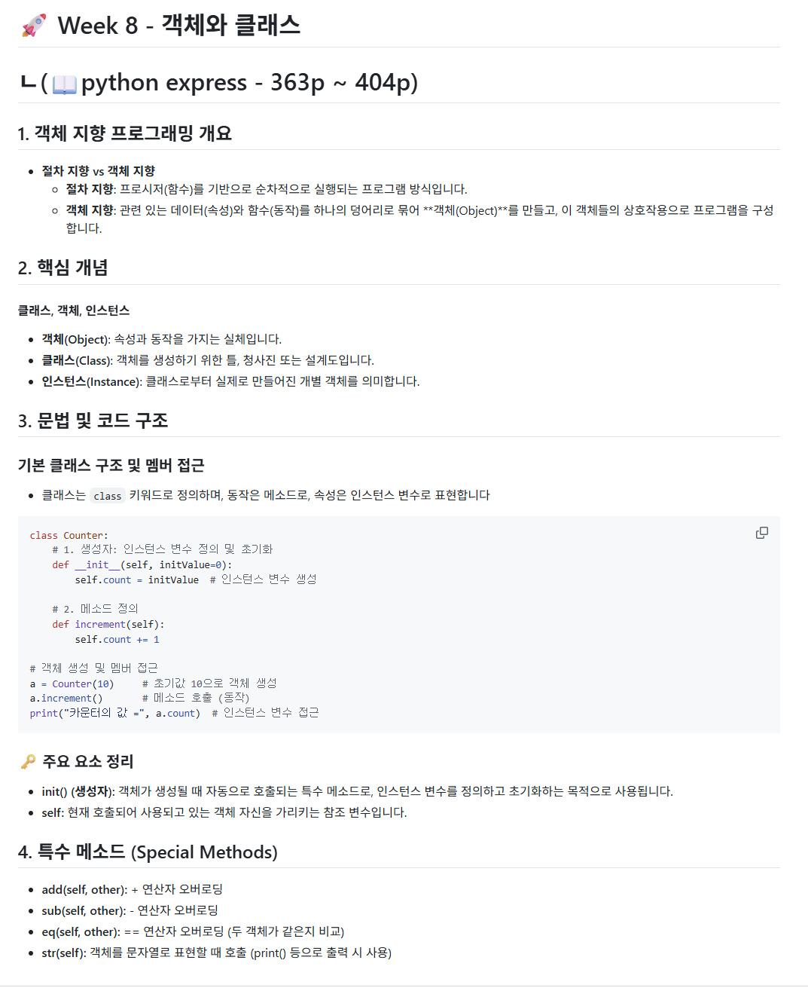 🚀 Week 8 - 객체와 클래스
ㄴ(📖python express - 363p ~ 404p)
1. 객체 지향 프로그래밍 개요
절차 지향 vs 객체 지향
절차 지향: 프로시저(함수)를 기반으로 순차적으로 실행되는 프로그램 방식입니다.
객체 지향: 관련 있는 데이터(속성)와 함수(동작)를 하나의 덩어리로 묶어 **객체(Object)**를 만들고, 이 객체들의 상호작용으로 프로그램을 구성
합니다.
2. 핵심 개념
클래스, 객체, 인스턴스
객체(Object): 속성과 동작을 가지는 실체입니다.
클래스(Class): 객체를 생성하기 위한 틀, 청사진 또는 설계도입니다.
인스턴스(Instance): 클래스로부터 실제로 만들어진 개별 객체를 의미합니다.
3. 문법 및 코드 구조
기본 클래스 구조 및 멤버 접근
클래스는 class 키워드로 정의하며, 동작은 메소드로, 속성은 인스턴스 변수로 표현합니다
class Counter:
    # 1. 생성자: 인스턴스 변수 정의 및 초기화
    def __init__(self, initValue=0):
        self.count = initValue  # 인스턴스 변수 생성
    # 2. 메소드 정의
    def increment(self):
        self.count += 1
# 객체 생성 및 멤버 접근
a = Counter(10)     # 초기값 10으로 객체 생성
a.increment()       # 메소드 호출 (동작)
print("카운터의 값 =", a.count)  # 인스턴스 변수 접근
🔑 주요 요소 정리
init() (생성자): 객체가 생성될 때 자동으로 호출되는 특수 메소드로, 인스턴스 변수를 정의하고 초기화하는 목적으로 사용됩니다.
self: 현재 호출되어 사용되고 있는 객체 자신을 가리키는 참조 변수입니다.
4. 특수 메소드 (Special Methods)
add(self, other): + 연산자 오버로딩
sub(self, other): - 연산자 오버로딩
eq(self, other): == 연산자 오버로딩 (두 객체가 같은지 비교)
str(self): 객체를 문자열로 표현할 때 호출 (print() 등으로 출력 시 사용)